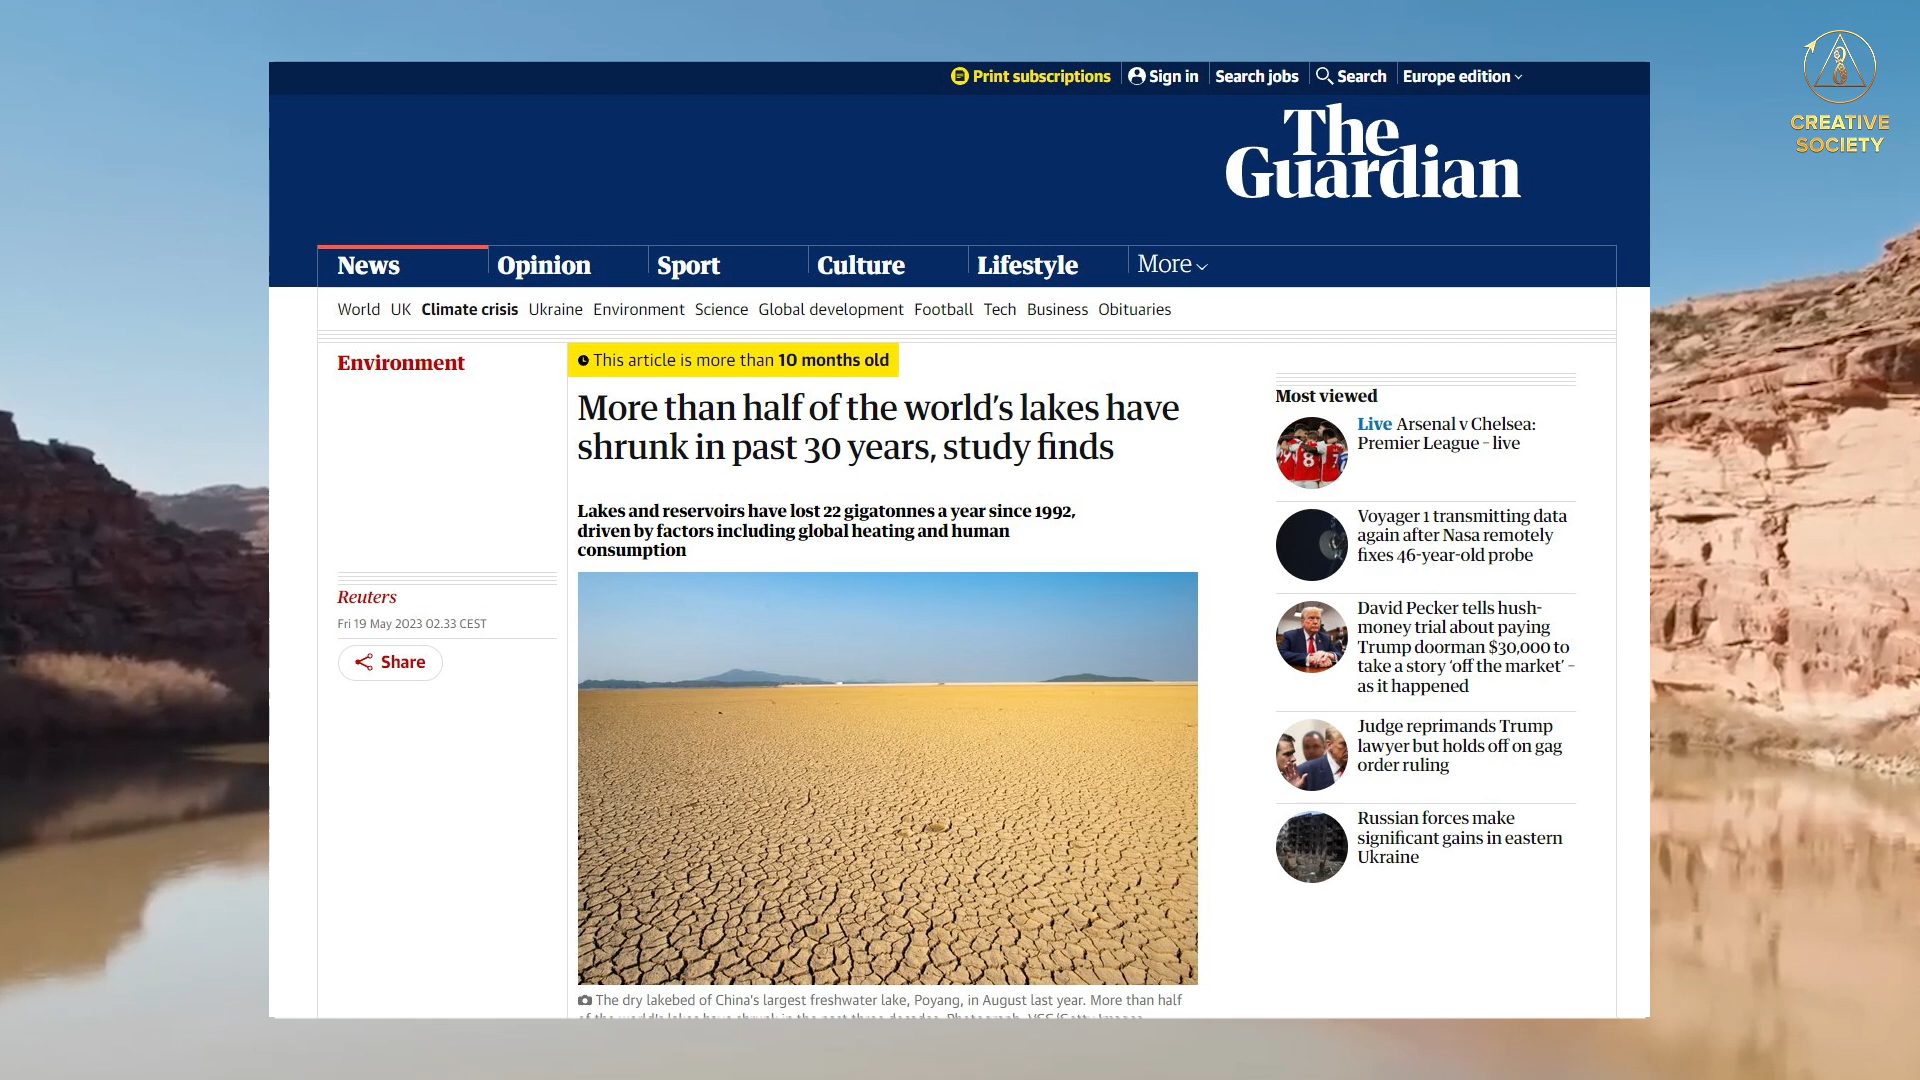 Print subscriptions
Sign in
Search jobs
Search
Europe edition
CREATIVE
SOCIETY
The
Guardian
News
Opinion
Sport
Culture
Lifestyle
More
World UK Climate crisis Ukraine Environment Science Global development Football Tech Business Obituaries
Environment
This article is more than 10 months old
More than half of the world's lakes have
shrunk in past 30 years, study finds
Lakes and reservoirs have lost 22 gigatonnes a year since 1992,
driven by factors including global heating and human
consumption
Reuters
Fri 19 May 2023 02.33 CEST
Share
The dry lakebed of China's largest freshwater lake, Poyang, in August last year. More than half
Most viewed
Live Arsenal v Chelsea:
Premier League – live
8
Voyager 1 transmitting data
again after Nasa remotely
fixes 46-year-old probe
David Pecker tells hush-
money trial about paying
Trump doorman $30,000 to
take a story ‘off the market’ –
as it happened
Judge reprimands Trump
lawyer but holds off on gag
order ruling
Russian forces make
significant gains in eastern
Ukraine